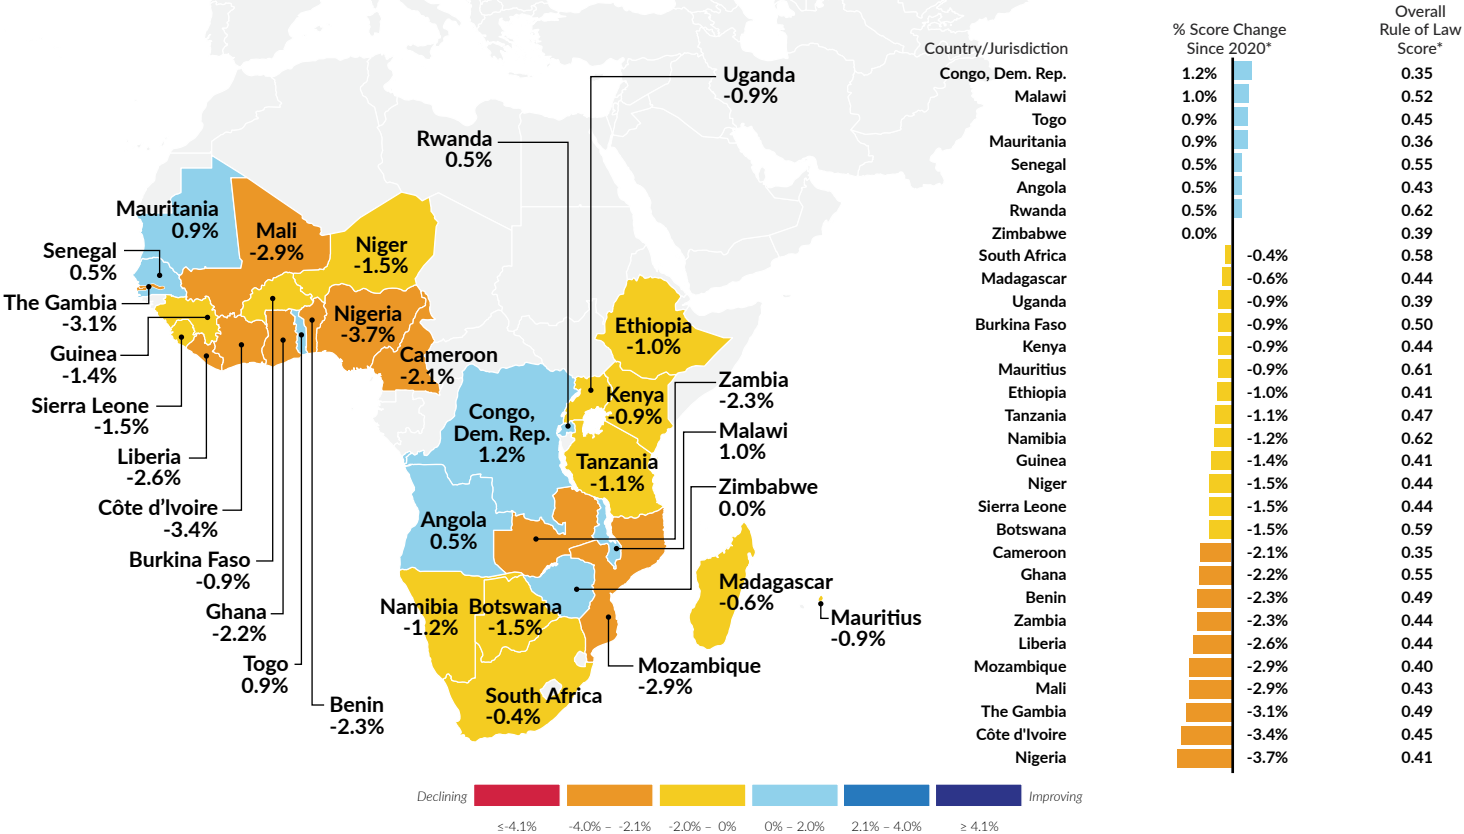 Uganda
-0.9%
Rwanda
0.5%
Mauritania
0.9%
Mali
-2.9%
Niger
-1.5%
Senegal
0.5%
The Gambia
-3.1%
Nigeria
-3.7%
Ethiopia
-1.0%
Guinea
-1.4%
Cameroon
-2.1%
Sierra Leone
-1.5%
Congo,
Dem. Rep.
1.2%
Kenya
-0.9%
Zambia
-2.3%
Malawi
1.0%
Liberia
-2.6%
Tanzania
-1.1%
Zimbabwe
0.0%
Côte d’Ivoire
-3.4%
Angola
0.5%
Burkina Faso
-0.9%
Ghana
-2.2%
Namibia
-1.2%
Botswana
-1.5%
Madagascar
-0.6%
Mauritius
-0.9%
Togo
0.9%
Mozambique
-2.9%
Benin
-2.3%
South Africa
-0.4%
Country/Jurisdiction
% Score Change
Since 2020*
Overall
Rule of Law
Score*
Congo, Dem. Rep. 1.2% 0.35
Malawi 1.0% 0.52
Togo 0.9% 0.45
Mauritania 0.9% 0.36
Senegal 0.5% 0.55
Angola 0.5% 0.43
Rwanda 0.5% 0.62
Zimbabwe 0.0% 0.39
South Africa -0.4% 0.58
Madagascar -0.6% 0.44
Uganda -0.9% 0.39
Burkina Faso -0.9% 0.50
Kenya -0.9% 0.44
Mauritius -0.9% 0.61
Ethiopia -1.0% 0.41
Tanzania -1.1% 0.47
Namibia -1.2% 0.62
Guinea -1.4% 0.41
Niger -1.5% 0.44
Sierra Leone -1.5% 0.44
Botswana -1.5% 0.59
Cameroon -2.1% 0.35
Ghana -2.2% 0.55
Benin -2.3% 0.49
Zambia -2.3% 0.44
Liberia -2.6% 0.44
Mozambique -2.9% 0.40
Mali -2.9% 0.43
The Gambia -3.1% 0.49
Côte d'Ivoire -3.4% 0.45
Nigeria -3.7% 0.41
Declining Improving
≤-4.1% -4.0% – -2.1% -2.0% – 0% 0% – 2.0% 2.1% – 4.0% ≥ 4.1%